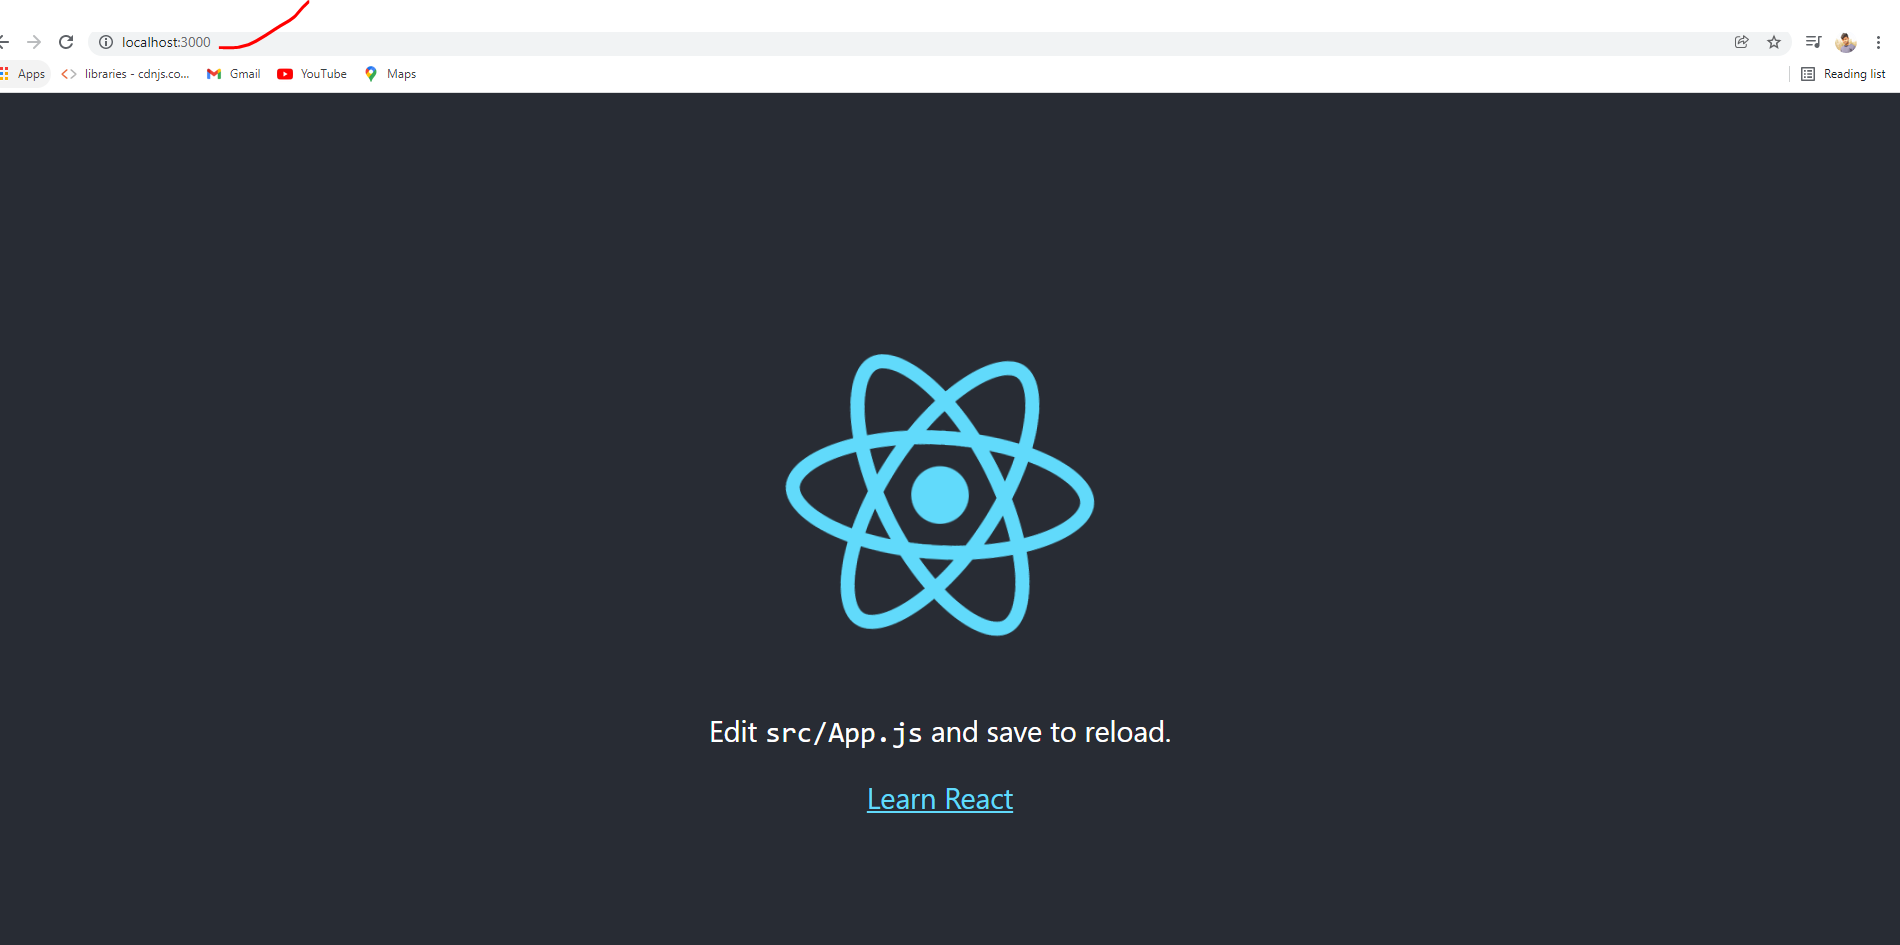 localhost:3000
Apps libraries - cdnjs.co... Gmail YouTube Maps Reading list
Edit src/App.js and save to reload.
Learn React